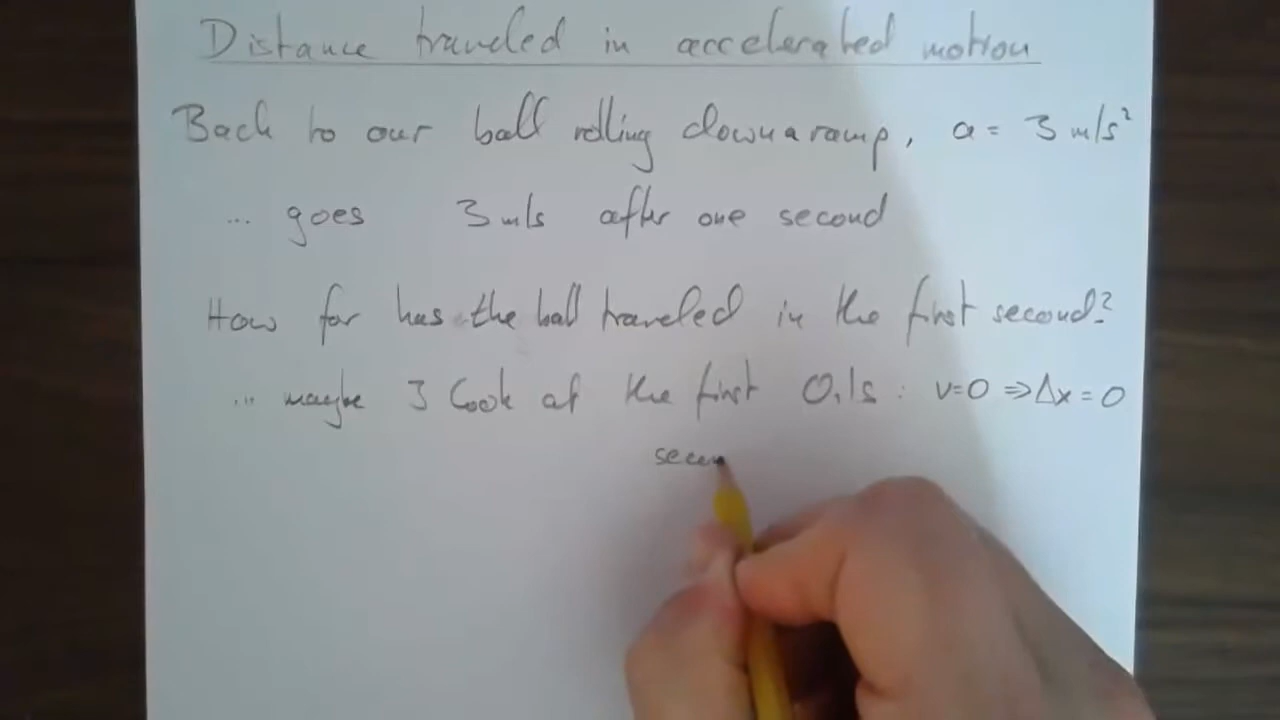 Distance traveled in accelerated motion
Back to our ball rolling down a ramp, a = 3 m/s²
... goes 3 m/s after one second
How far has the ball traveled in the first second?
... maybe I look at the first 0.1s : v=0 ⇒ Δx = 0
secon